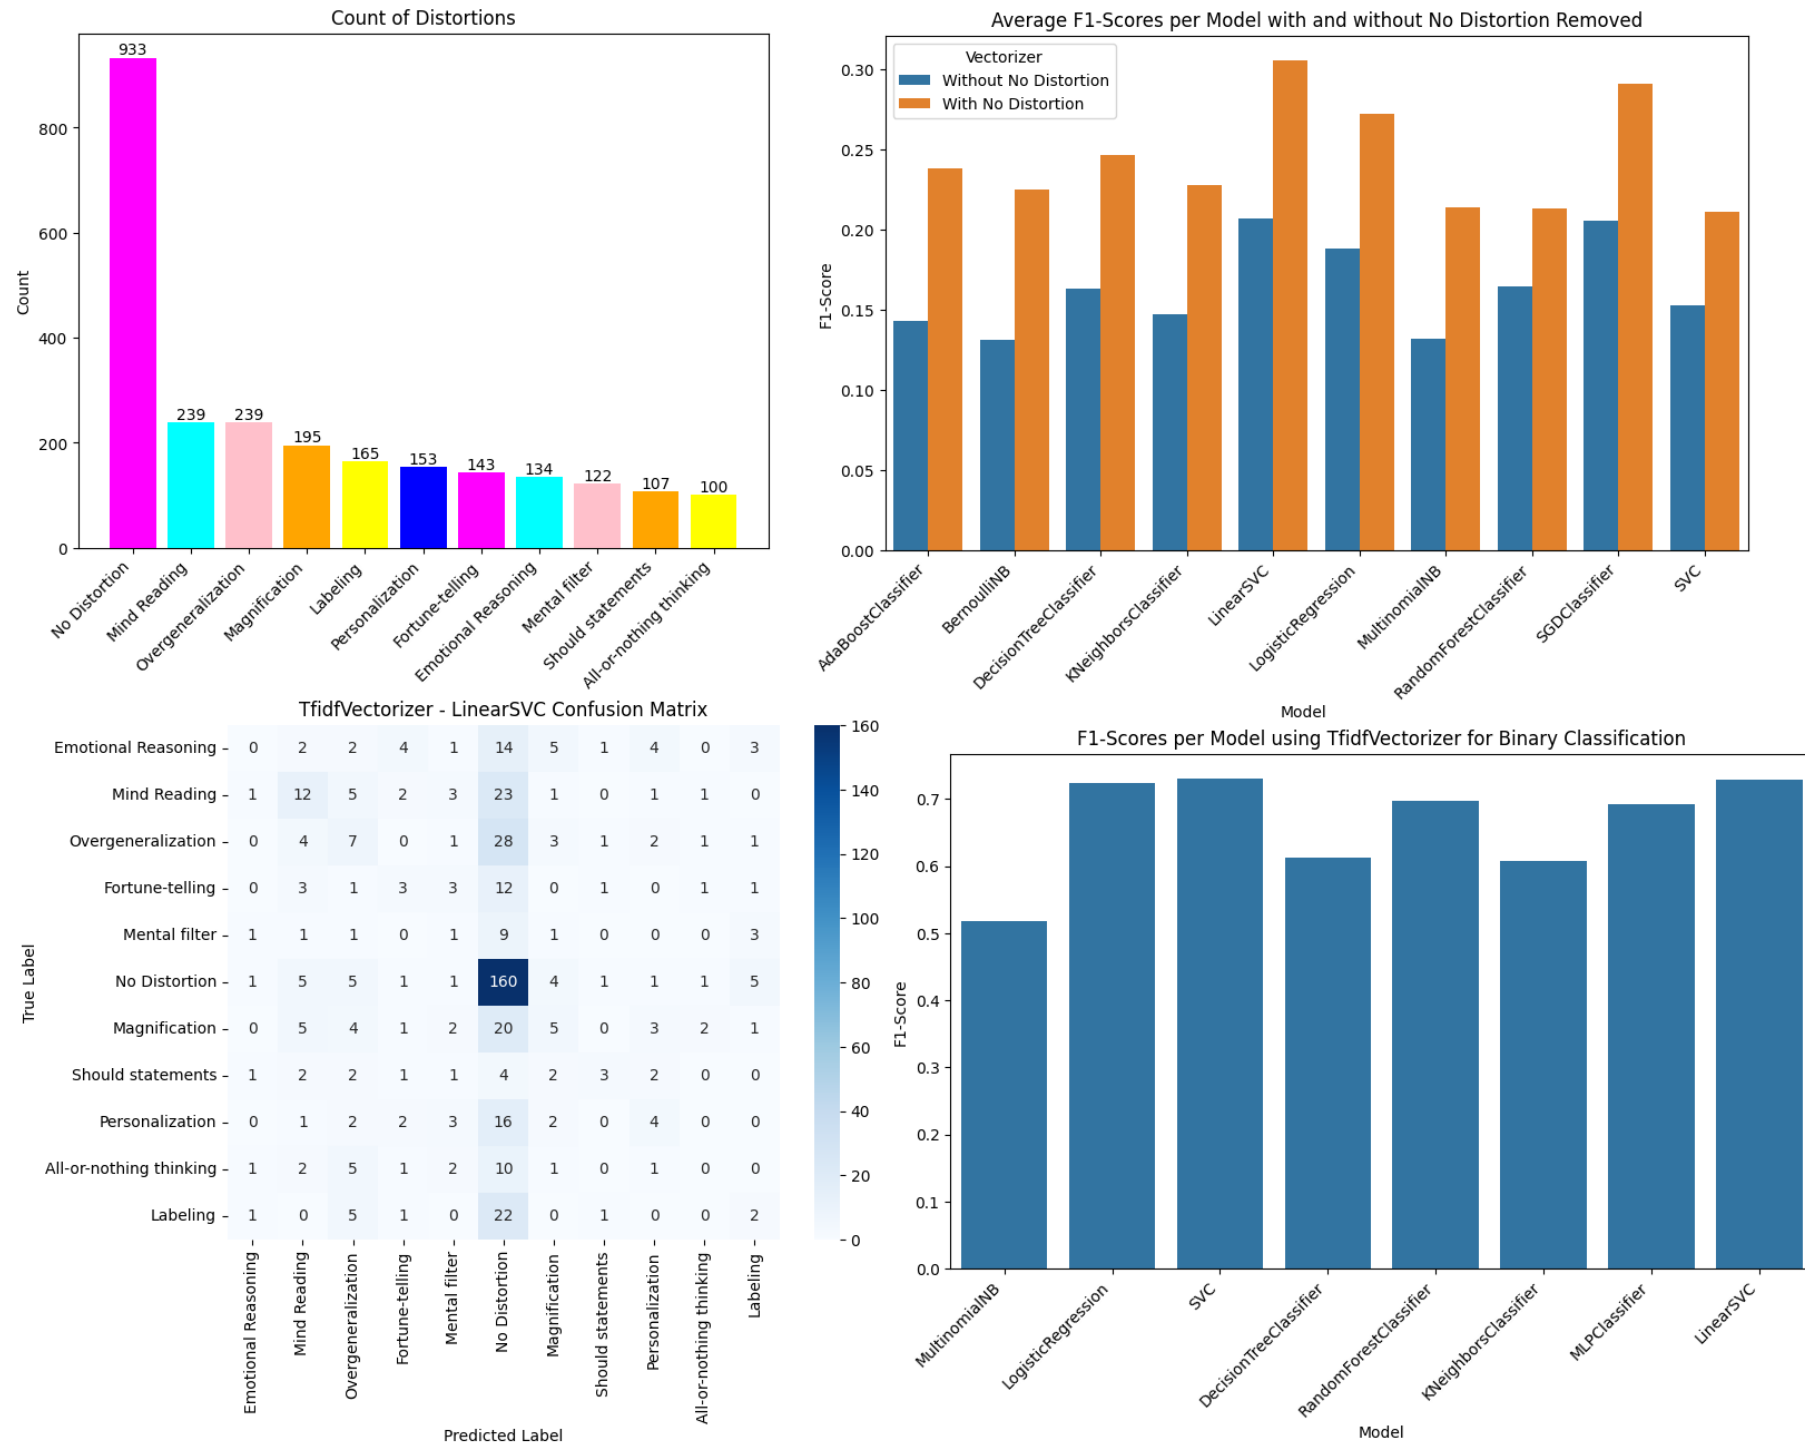 Count of Distortions
933
239
239
195
165
153
143
134
122
107
100
800
600
400
200
0
Count
No Distortion
Mind Reading
Overgeneralization
Magnification
Labeling
Personalization
Fortune-telling
Emotional Reasoning
Mental filter
Should statements
All-or-nothing thinking
Average F1-Scores per Model with and without No Distortion Removed
Vectorizer
Without No Distortion
With No Distortion
0.30
0.25
0.20
0.15
0.10
0.05
0.00
F1-Score
AdaBoostClassifier
BernoulliNB
DecisionTreeClassifier
KNeighborsClassifier
LinearSVC
LogisticRegression
MultinomialNB
RandomForestClassifier
SGDClassifier
SVC
Model
TfidfVectorizer - LinearSVC Confusion Matrix
Emotional Reasoning 0 2 2 4 1 14 5 1 4 0 3
Mind Reading 1 12 5 2 3 23 1 0 1 1 0
Overgeneralization 0 4 7 0 1 28 3 1 2 1 1
Fortune-telling 0 3 1 3 3 12 0 1 0 1 1
Mental filter 1 1 1 0 1 9 1 0 0 0 3
No Distortion 1 5 5 1 1 160 4 1 1 1 5
Magnification 0 5 4 1 2 20 5 0 3 2 1
Should statements 1 2 2 1 1 4 2 3 2 0 0
Personalization 0 1 2 2 3 16 2 0 4 0 0
All-or-nothing thinking 1 2 5 1 2 10 1 0 1 0 0
Labeling 1 0 5 1 0 22 0 1 0 0 2
True Label
Emotional Reasoning
Mind Reading
Overgeneralization
Fortune-telling
Mental filter
No Distortion
Magnification
Should statements
Personalization
All-or-nothing thinking
Labeling
Predicted Label
160
140
120
100
80
60
40
20
0
F1-Scores per Model using TfidfVectorizer for Binary Classification
0.7
0.6
0.5
0.4
0.3
0.2
0.1
0.0
F1-Score
MultinomialNB
LogisticRegression
SVC
DecisionTreeClassifier
RandomForestClassifier
KNeighborsClassifier
MLPClassifier
LinearSVC
Model